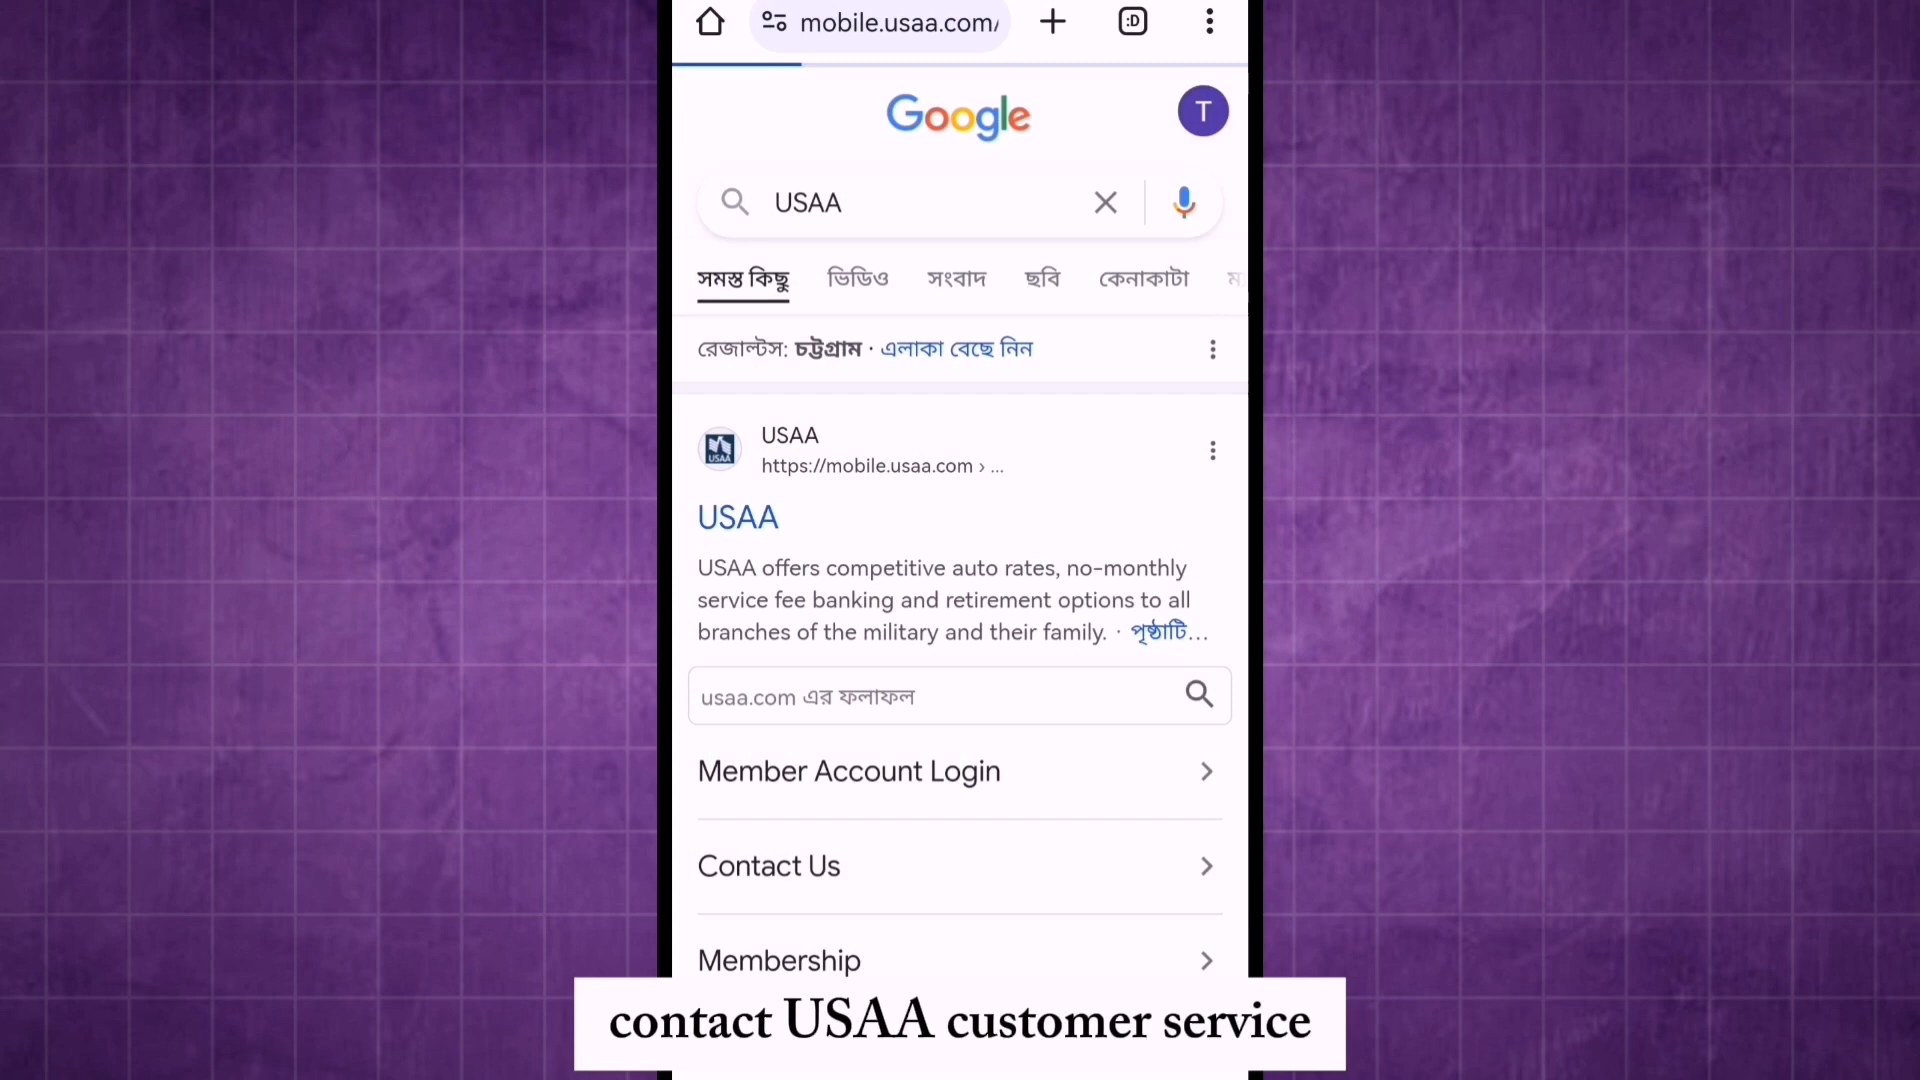 mobile.usaa.com/
:D
Google
T
USAA
সমস্ত কিছু ভিডিও সংবাদ ছবি কেনাকাটা
রেজাল্টস: চট্টগ্রাম · এলাকা বেছে নিন
USAA
USAA
https://mobile.usaa.com › ...
USAA
USAA offers competitive auto rates, no-monthly
service fee banking and retirement options to all
branches of the military and their family. · পৃষ্ঠাটি...
usaa.com এর ফলাফল
Member Account Login
Contact Us
Membership
contact USAA customer service